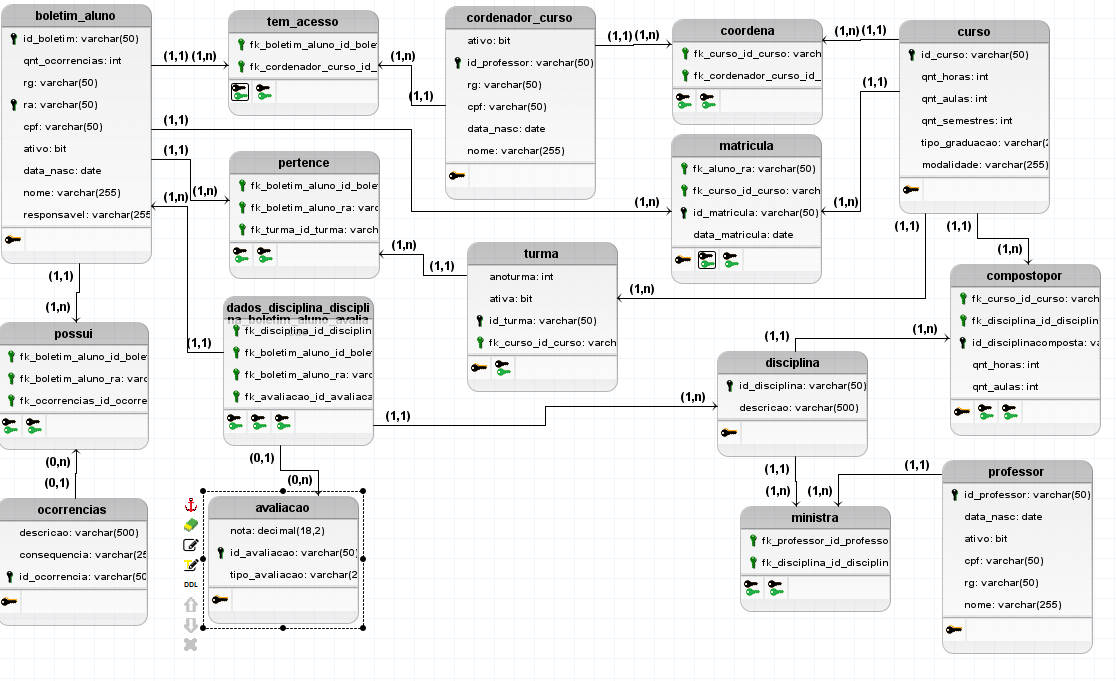 boletim_aluno
id_boletim: varchar(50)
qnt_ocorrencias: int
rg: varchar(50)
ra: varchar(50)
cpf: varchar(50)
ativo: bit
data_nasc: date
nome: varchar(255)
responsavel: varchar(255
(1,1) (1,n)
(1,1)
(1,1)
(1,n)
(1,n)
(1,1)
(1,n)
tem_acesso
fk_boletim_aluno_id_bole
fk_cordenador_curso_id_
(1,n)
(1,1)
cordenador_curso
ativo: bit
id_professor: varchar(50)
rg: varchar(50)
cpf: varchar(50)
data_nasc: date
nome: varchar(255)
(1,1) (1,n)
coordena
fk_curso_id_curso: varch
fk_cordenador_curso_id_
(1,n) (1,1)
curso
id_curso: varchar(50)
qnt_horas: int
qnt_aulas: int
qnt_semestres: int
tipo_graduacao: varchar(2
modalidade: varchar(255)
(1,1)
(1,n)
(1,1)
(1,1)
(1,n)
matricula
fk_aluno_ra: varchar(50)
fk_curso_id_curso: varch
id_matricula: varchar(50)
data_matricula: date
pertence
fk_boletim_aluno_id_bole
fk_boletim_aluno_ra: varc
fk_turma_id_turma: varch
(1,n)
(1,1)
turma
anoturma: int
ativa: bit
id_turma: varchar(50)
fk_curso_id_curso: varch
(1,n)
compostopor
fk_curso_id_curso: varch
fk_disciplina_id_disciplin
id_disciplinacomposta: va
qnt_horas: int
qnt_aulas: int
possui
fk_boletim_aluno_id_bole
fk_boletim_aluno_ra: varc
fk_ocorrencias_id_ocorre
(0,n)
(0,1)
dados_disciplina_discipli
na_boletim_aluno_avalia
fk_disciplina_id_disciplin
fk_boletim_aluno_id_bole
fk_boletim_aluno_ra: varc
fk_avaliacao_id_avaliaca
(1,1)
(1,1)
(1,n)
(0,1)
(0,n)
disciplina
id_disciplina: varchar(50)
descricao: varchar(500)
(1,1)
(1,n)
(1,1)
(1,n)
(1,n)
(1,1)
ocorrencias
descricao: varchar(500)
consequencia: varchar(25
id_ocorrencia: varchar(50
DDL
avaliacao
nota: decimal(18,2)
id_avaliacao: varchar(50)
tipo_avaliacao: varchar(2
ministra
fk_professor_id_professo
fk_disciplina_id_disciplin
professor
id_professor: varchar(50)
data_nasc: date
ativo: bit
cpf: varchar(50)
rg: varchar(50)
nome: varchar(255)